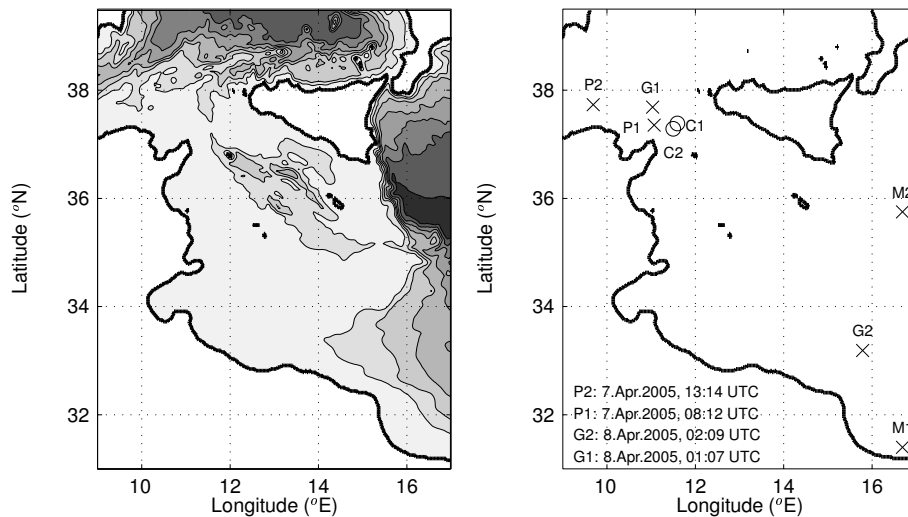 38
36
34
32
10
12
14
16
Latitude (°N)
Longitude (°E)
38
36
34
32
10
12
14
16
Latitude (°N)
Longitude (°E)
P2
G1
P1
C1
C2
M2
G2
M1
P2: 7.Apr.2005, 13:14 UTC
P1: 7.Apr.2005, 08:12 UTC
G2: 8.Apr.2005, 02:09 UTC
G1: 8.Apr.2005, 01:07 UTC